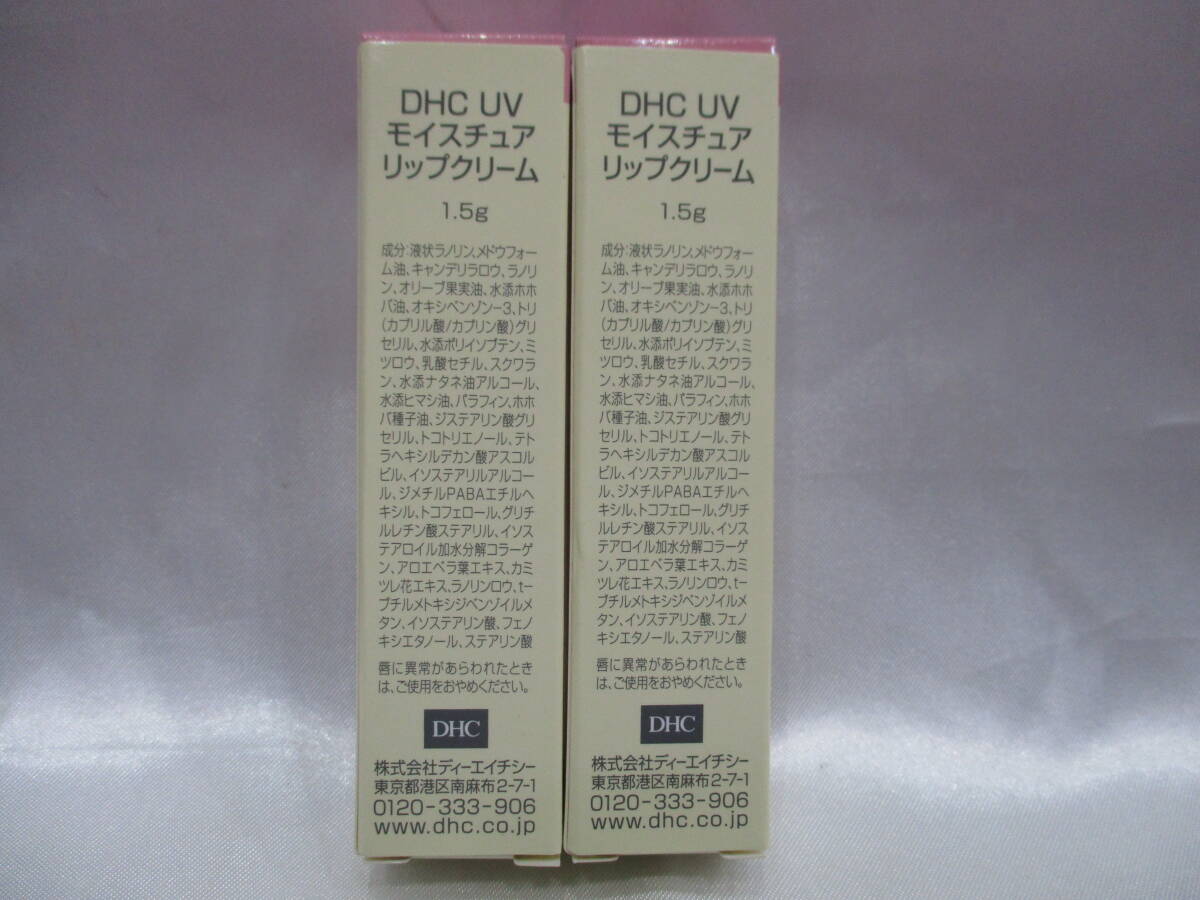 DHC UV
モイスチュア
リップクリーム
1.5g
成分:液状ラノリン、メドウフォー
ム油、キャンデリラロウ、ラノリ
ン、オリーブ果実油、水添ホホ
バ油、オキシベンゾン-3、トリ
(カプリル酸/カプリン酸)グリ
セリル、水添ポリイソブテン、ミ
ツロウ、乳酸セチル、スクワラ
ン、水添ナタネ油アルコール、
水添ヒマシ油、パラフィン、ホホ
バ種子油、ジステアリン酸グリ
セリル、トコトリエノール、テト
ラヘキシルデカン酸アスコル
ビル、イソステアリルアルコー
ル、ジメチルPABAエチルヘ
キシル、トコフェロール、グリチ
ルレチン酸ステアリル、イソス
テアロイル加水分解コラーゲ
ン、アロエベラ葉エキス、カミ
ツレ花エキス、ラノリンロウ、t-
ブチルメトキシジベンゾイルメ
タン、イソステアリン酸、フェノ
キシエタノール、ステアリン酸
唇に異常があらわれたとき
は、ご使用をおやめください。
DHC
株式会社ディーエイチシー
東京都港区南麻布2-7-1
0120-333-906
www.dhc.co.jp
DHC UV
モイスチュア
リップクリーム
1.5g
成分:液状ラノリン、メドウフォー
ム油、キャンデリラロウ、ラノリ
ン、オリーブ果実油、水添ホホ
バ油、オキシベンゾン-3、トリ
(カプリル酸/カプリン酸)グリ
セリル、水添ポリイソブテン、ミ
ツロウ、乳酸セチル、スクワラ
ン、水添ナタネ油アルコール、
水添ヒマシ油、パラフィン、ホホ
バ種子油、ジステアリン酸グリ
セリル、トコトリエノール、テト
ラヘキシルデカン酸アスコル
ビル、イソステアリルアルコー
ル、ジメチルPABAエチルヘ
キシル、トコフェロール、グリチ
ルレチン酸ステアリル、イソス
テアロイル加水分解コラーゲ
ン、アロエベラ葉エキス、カミ
ツレ花エキス、ラノリンロウ、t-
ブチルメトキシジベンゾイルメ
タン、イソステアリン酸、フェノ
キシエタノール、ステアリン酸
唇に異常があらわれたとき
は、ご使用をおやめください。
DHC
株式会社ディーエイチシー
東京都港区南麻布2-7-1
0120-333-906
www.dhc.co.jp